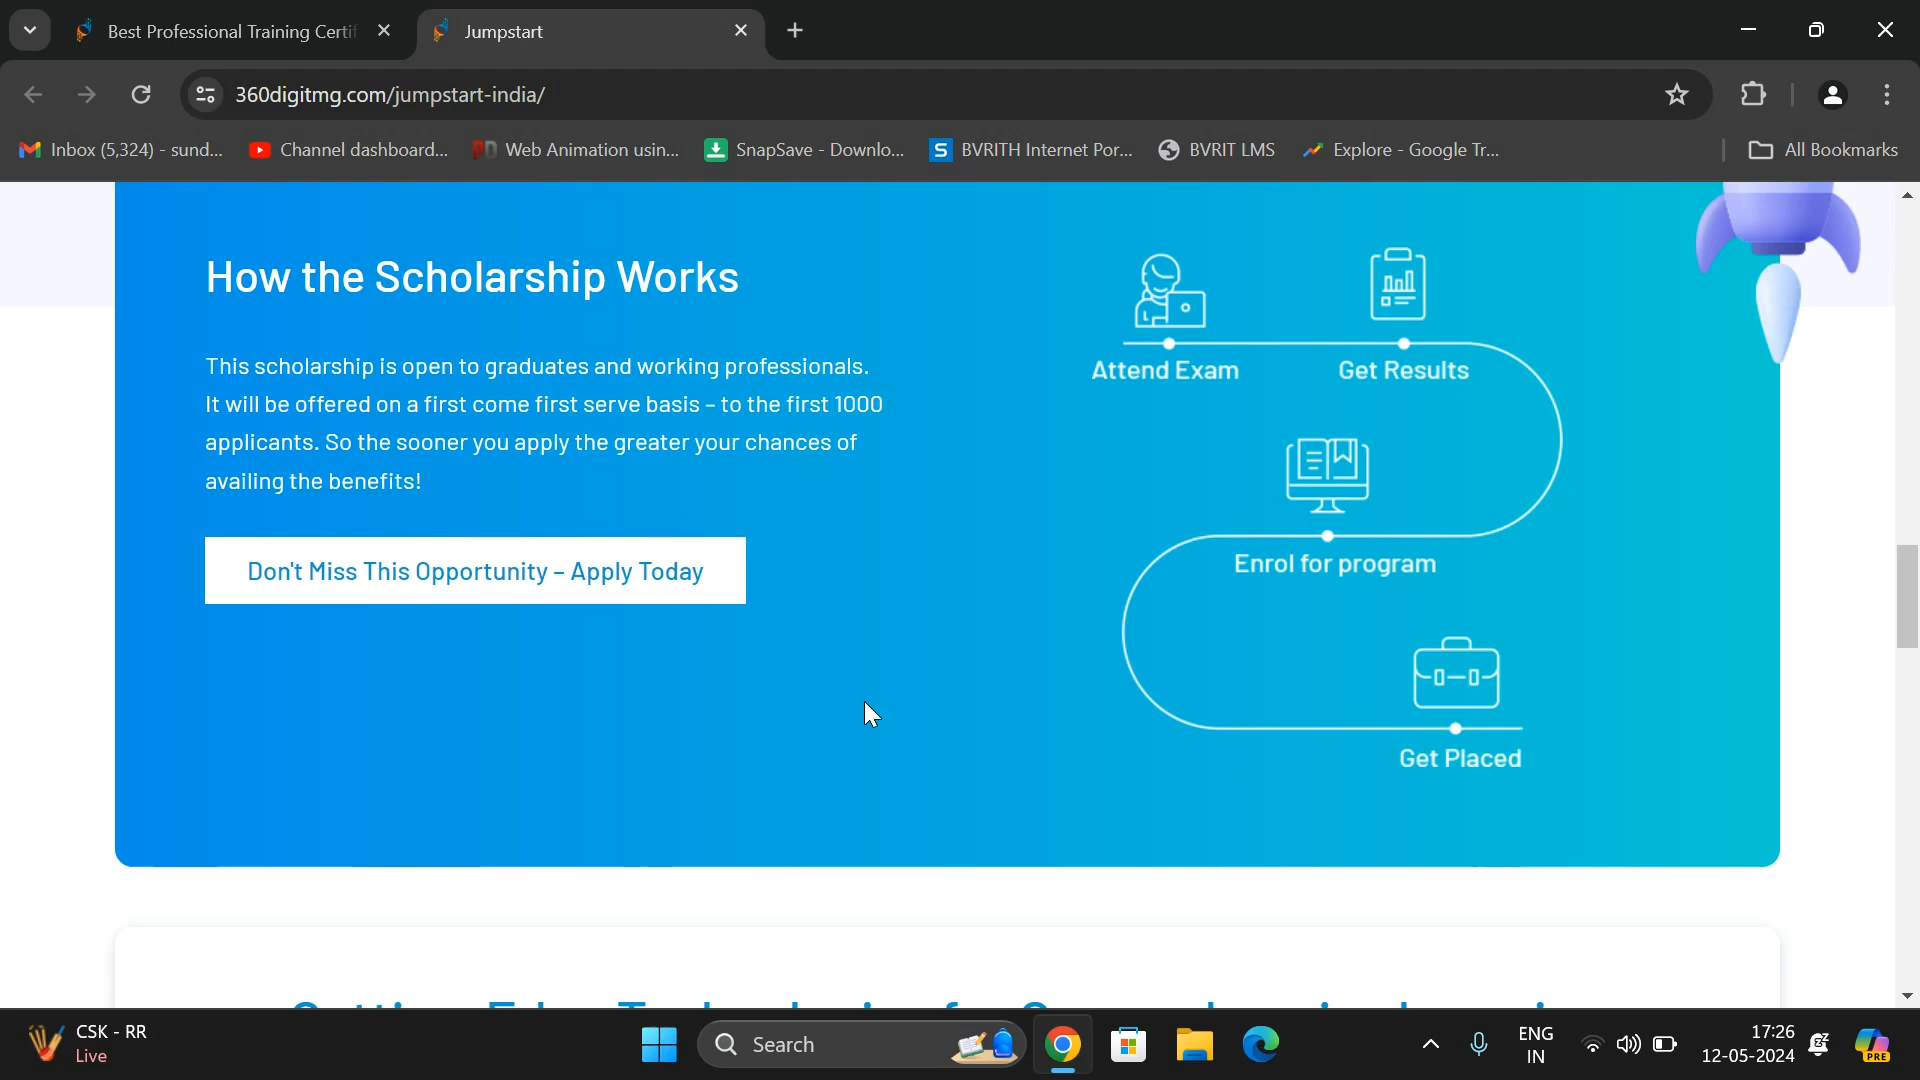 Best Professional Training Certif
Jumpstart
360digitmg.com/jumpstart-india/
Inbox (5,324) - sund...
Channel dashboard...
Web Animation usin...
SnapSave - Downlo...
S
BVRITH Internet Por...
BVRIT LMS
Explore - Google Tr...
All Bookmarks
How the Scholarship Works
This scholarship is open to graduates and working professionals.
It will be offered on a first come first serve basis – to the first 1000
applicants. So the sooner you apply the greater your chances of
availing the benefits!
Don't Miss This Opportunity – Apply Today
Attend Exam
Get Results
Enrol for program
Get Placed
CSK - RR
Live
Search
ENG
IN
17:26
12-05-2024
PRE